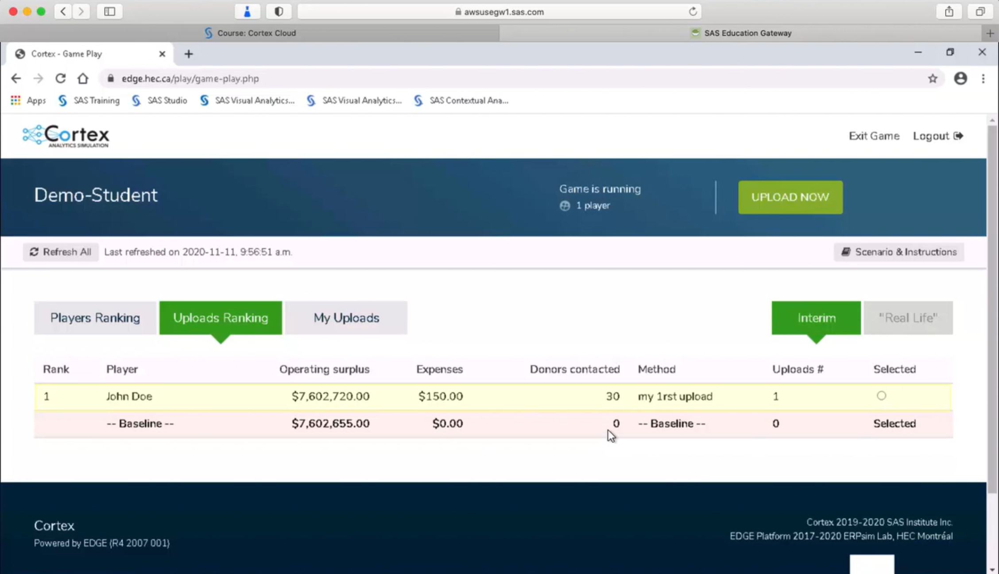 awsusegw1.sas.com
Course: Cortex Cloud
SAS Education Gateway
Cortex - Game Play
edge.hec.ca/play/game-play.php
Apps SAS Training SAS Studio SAS Visual Analytics... SAS Visual Analytics... SAS Contextual Ana...
Cortex
ANALYTICS SIMULATION
Exit Game Logout
Demo-Student
Game is running
1 player
UPLOAD NOW
Refresh All Last refreshed on 2020-11-11, 9:56:51 a.m.
Scenario & Instructions
Players Ranking Uploads Ranking My Uploads Interim "Real Life"
Rank Player Operating surplus Expenses Donors contacted Method Uploads # Selected
1 John Doe $7,602,720.00 $150.00 30 my 1rst upload 1
-- Baseline -- $7,602,655.00 $0.00 0 -- Baseline -- 0 Selected
Cortex
Powered by EDGE (R4 2007 001)
Cortex 2019-2020 SAS Institute Inc.
EDGE Platform 2017-2020 ERPsim Lab, HEC Montréal